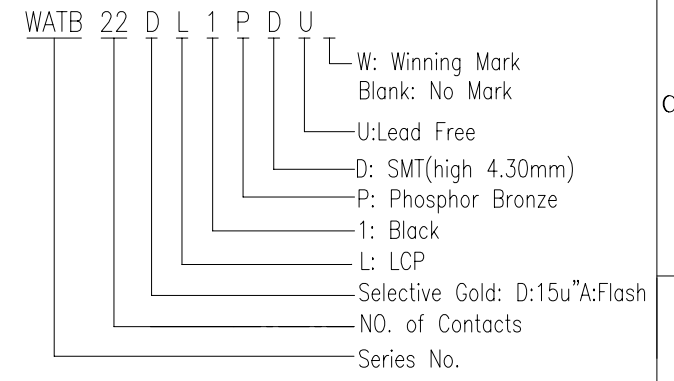 WATB 22 D L 1 P D U _
W: Winning Mark
Blank: No Mark
U:Lead Free
D: SMT(high 4.30mm)
P: Phosphor Bronze
1: Black
L: LCP
Selective Gold: D:15u"A:Flash
NO. of Contacts
Series No.